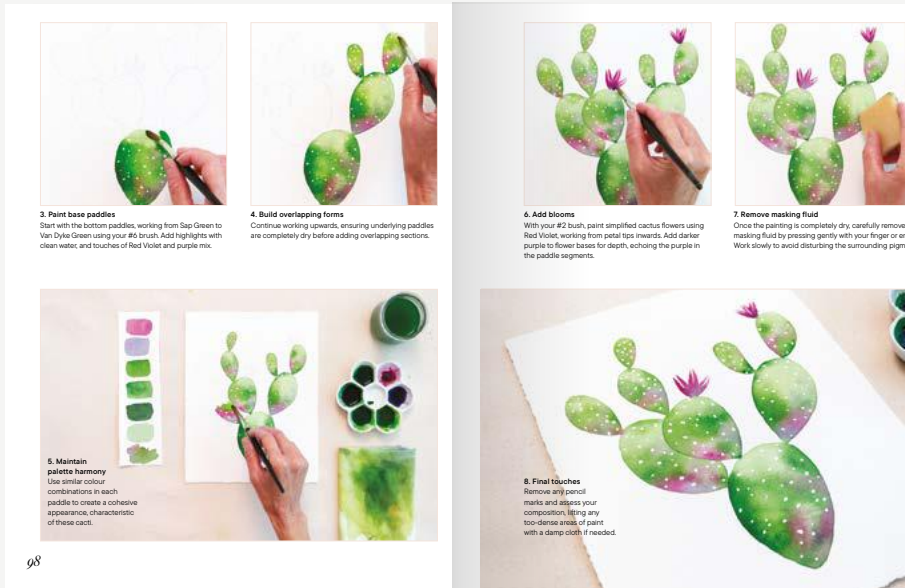 3. Paint base paddles
Start with the bottom paddles, working from Sap Green to
Van Dyke Green using your #6 brush. Add highlights with
clean water, and touches of Red Violet and purple mix.
4. Build overlapping forms
Continue working upwards, ensuring underlying paddles
are completely dry before adding overlapping sections.
5. Maintain
palette harmony
Use similar colour
combinations in each
paddle to create a cohesive
appearance, characteristic
of these cacti.
98
6. Add blooms
With your #2 brush, paint simplified cactus flowers using
Red Violet, working from petal tips inwards. Add darker
purple to flower bases for depth, echoing the purple in
the paddle segments.
7. Remove masking fluid
Once the painting is completely dry, carefully remove
masking fluid by pressing gently with your finger or
Work slowly to avoid disturbing the surrounding
8. Final touches
Remove any pencil
marks and assess your
composition, lifting any
too-dense areas of paint
with a damp cloth if needed.